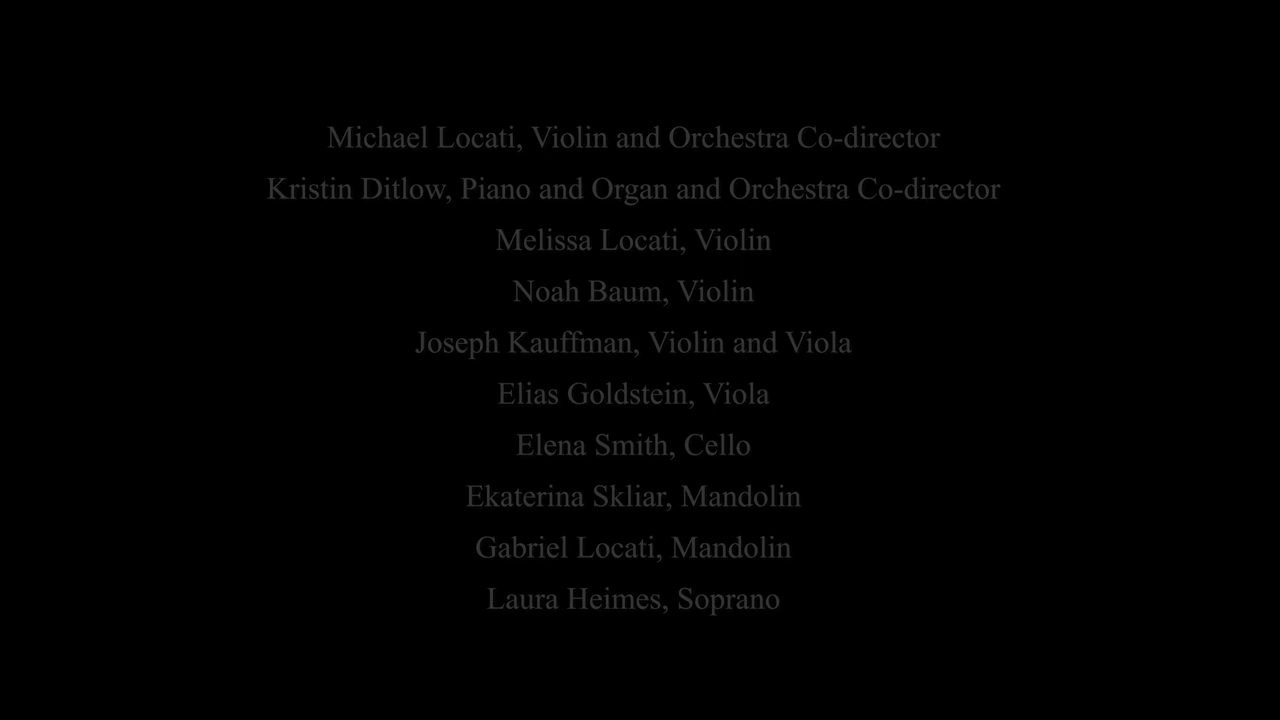 Michael Locati, Violin and Orchestra Co-director
Kristin Ditlow, Piano and Organ and Orchestra Co-director
Melissa Locati, Violin
Noah Baum, Violin
Joseph Kauffman, Violin and Viola
Elias Goldstein, Viola
Elena Smith, Cello
Ekaterina Skliar, Mandolin
Gabriel Locati, Mandolin
Laura Heimes, Soprano